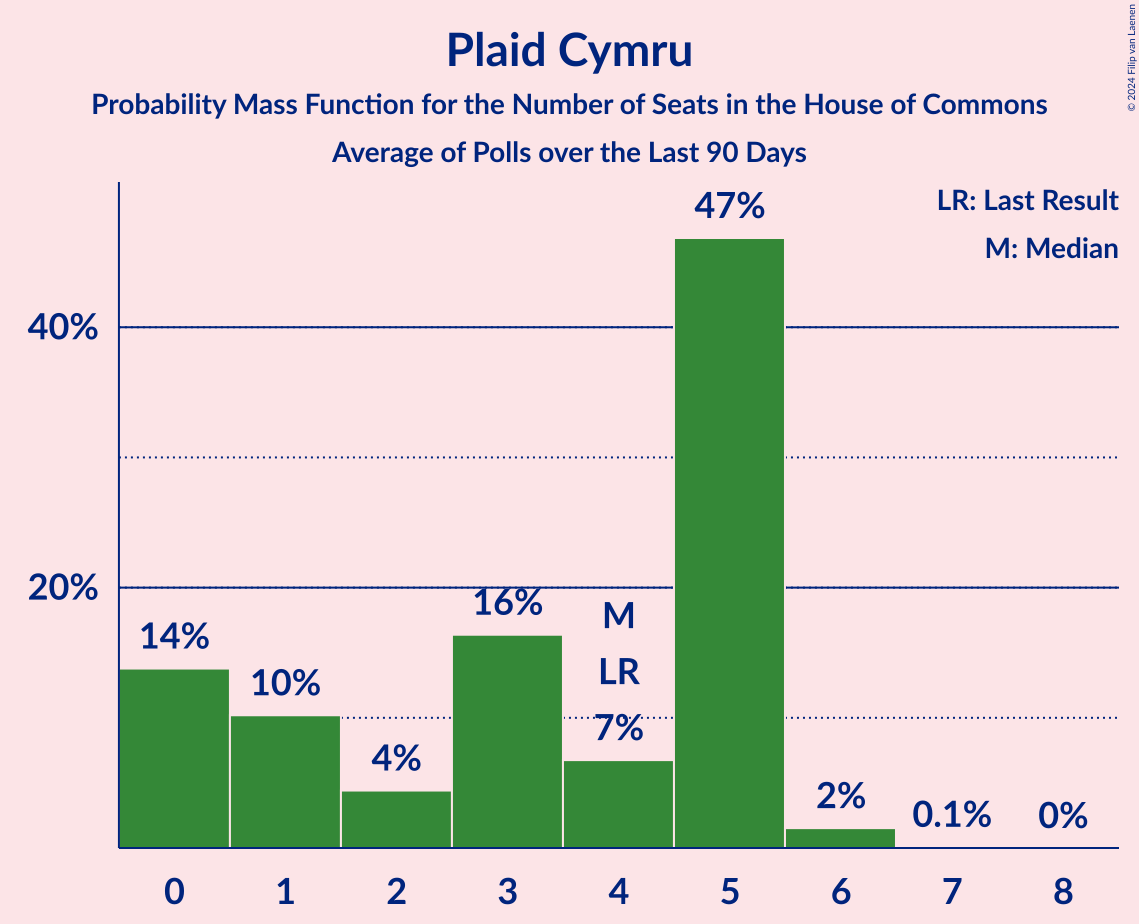 Plaid Cymru
Probability Mass Function for the Number of Seats in the House of Commons
Average of Polls over the Last 90 Days
© 2024 Filip van Laenen
LR: Last Result
M: Median
47%
40%
20%
16%
M
14%
LR
10%
7%
4%
2%
0.1%
0%
0 1 2 3 4 5 6 7 8